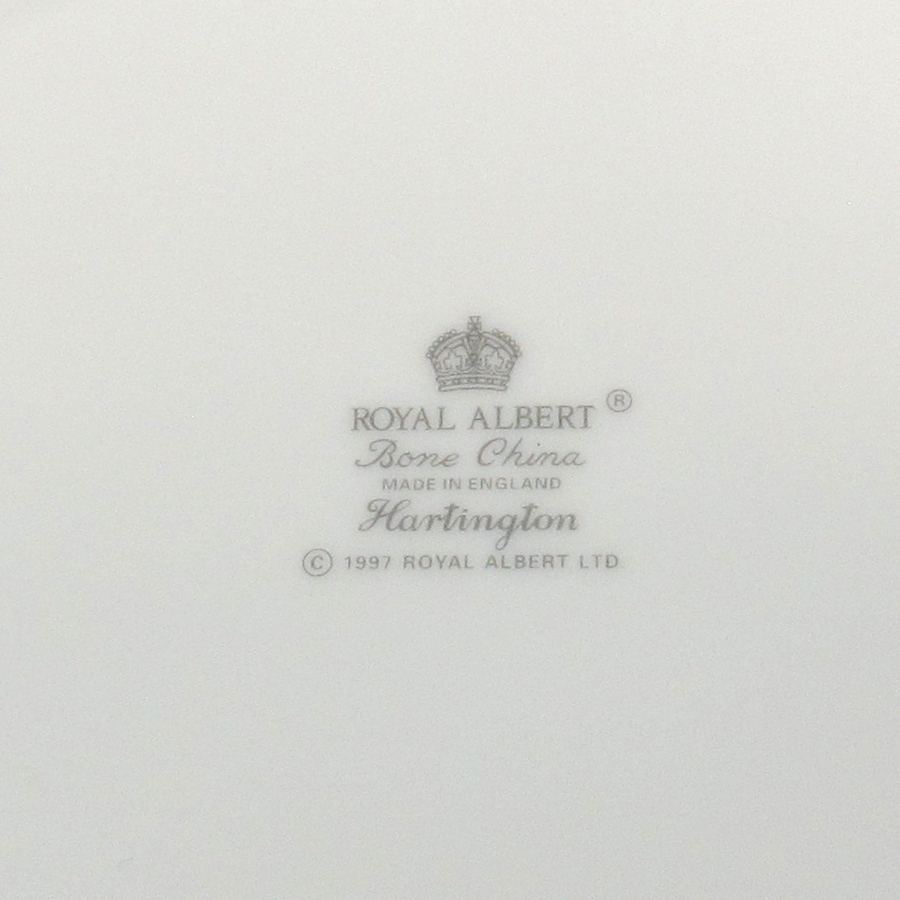 ROYAL ALBERT ®
Bone China
MADE IN ENGLAND
Hartington
© 1997 ROYAL ALBERT LTD